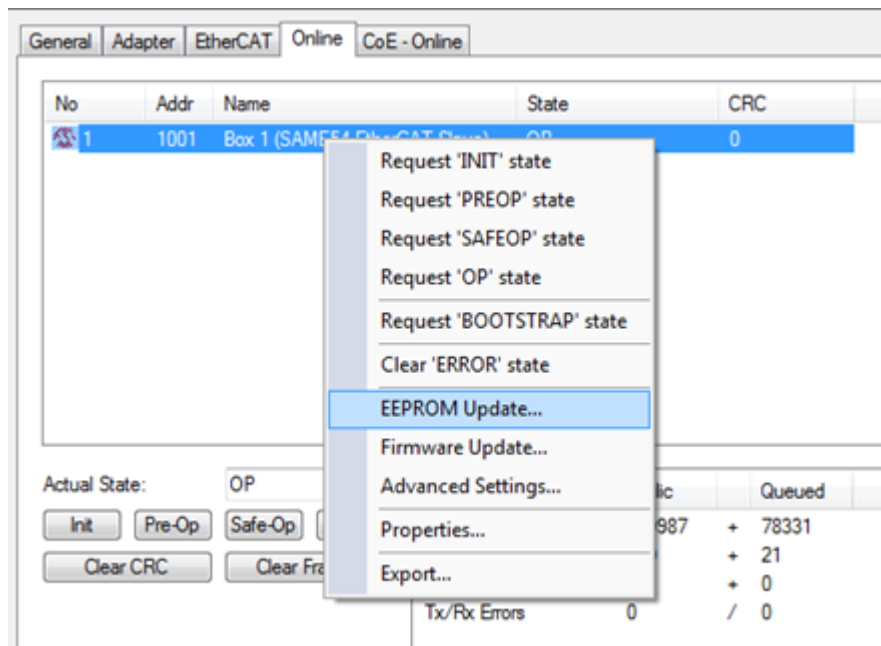 General Adapter EtherCAT Online CoE - Online
No Addr Name State CRC
1 1001 Box 1 (SAME54 EtherCAT Slave) OP 0
Request 'INIT' state
Request 'PREOP' state
Request 'SAFEOP' state
Request 'OP' state
Request 'BOOTSTRAP' state
Clear 'ERROR' state
EEPROM Update...
Firmware Update...
Advanced Settings...
Properties...
Export...
Actual State: OP
Init Pre-Op Safe-Op
Clear CRC Clear Fra
lic Queued
987 + 78331
+ 21
+ 0
Tx/Rx Errors 0 / 0